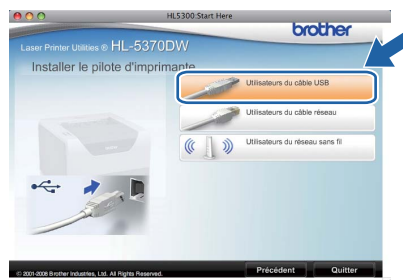 HL5300:Start Here
brother
Laser Printer Utilities ® HL-5370DW
Installer le pilote d'imprimante
Utilisateurs du câble USB
Utilisateurs du câble réseau
Utilisateurs du réseau sans fil
© 2001-2008 Brother Industries, Ltd. All Rights Reserved.
Précédent
Quitter